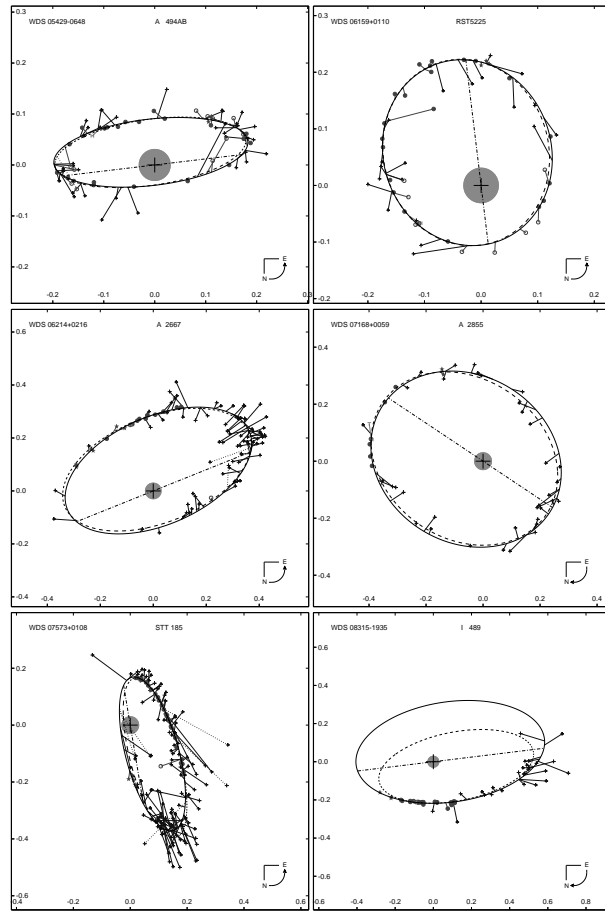 WDS 05429-0648 A 494AB
0.3
0.2
0.1
0.0
-0.1
-0.2
E
N
-0.2 -0.1 0.0 0.1 0.2 0.3
WDS 06159+0110 RST5225
0.3
0.2
0.1
0.0
-0.1
-0.2
E
N
-0.2 -0.1 0.0 0.1 0.2
WDS 06214+0216 A 2667
0.6
0.4
0.2
0.0
-0.2
-0.4
E
N
-0.4 -0.2 0.0 0.2 0.4
WDS 07168+0059 A 2855
0.4
0.2
0.0
-0.2
-0.4
E
N
-0.4 -0.2 0.0 0.2 0.4
WDS 07573+0108 STT 185
0.2
0.0
-0.2
-0.4
-0.6
E
N
-0.4 -0.2 0.0 0.2 0.4 0.6
WDS 08315-1935 I 489
0.4
0.2
0.0
-0.2
-0.4
-0.6
E
N
-0.4 -0.2 0.0 0.2 0.4 0.6 0.8